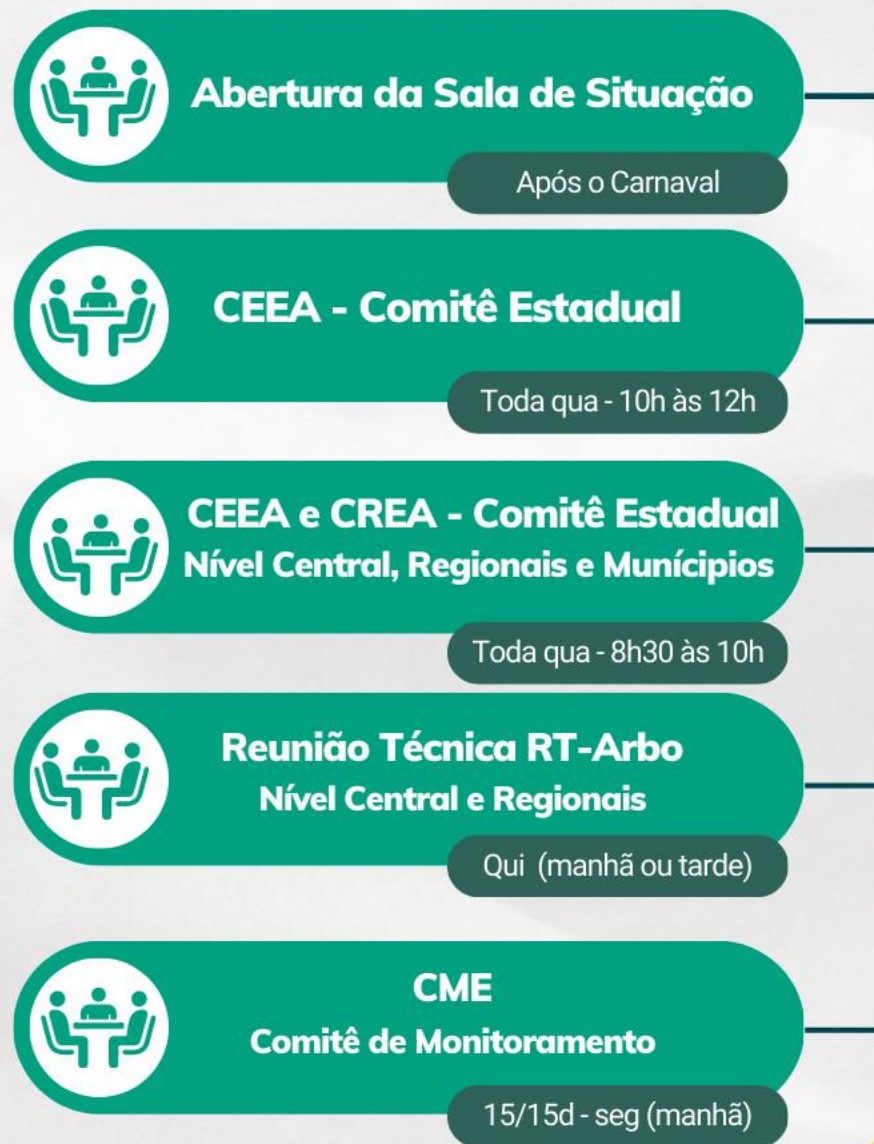 Abertura da Sala de Situação
Após o Carnaval
CEEA - Comitê Estadual
Toda qua - 10h às 12h
CEEA e CREA - Comitê Estadual
Nível Central, Regionais e Munícipios
Toda qua - 8h30 às 10h
Reunião Técnica RT-Arbo
Nível Central e Regionais
Qui (manhã ou tarde)
CME
Comitê de Monitoramento
15/15d - seg (manhã)